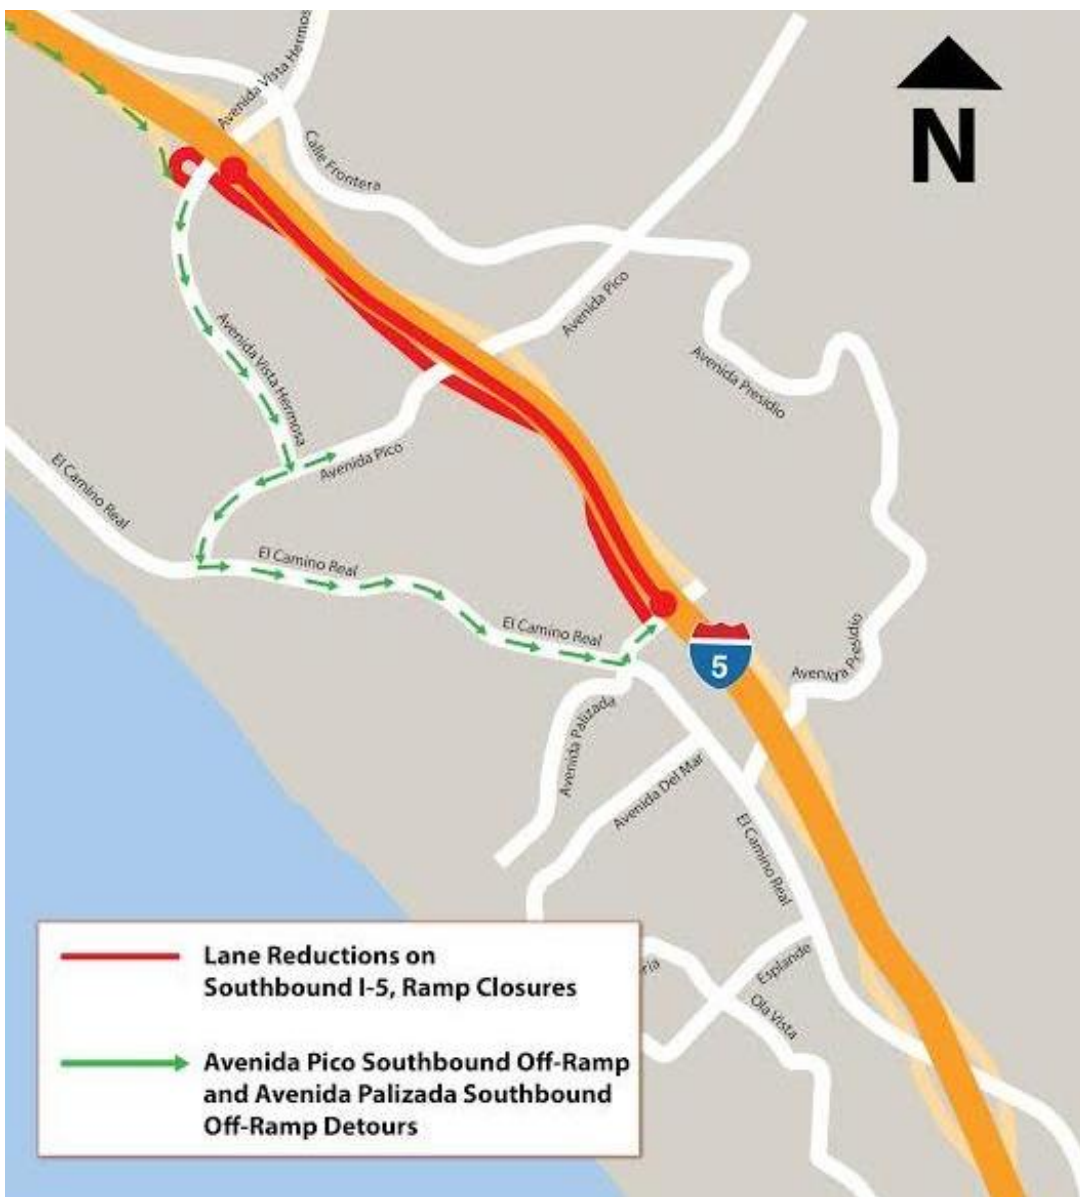 Avenida Vista Hermos
N
Calle Frontera
Avenida Pico
Avenida Vista Hermosa
Avenida Presidio
Avenida Pico
El Camino Real
El Camino Real
El Camino Real
5
Avenida Presidio
Avenida Palizada
Avenida Del Mar
El Camino Real
Esplande
ria
Ola Vista
Lane Reductions on
Southbound I-5, Ramp Closures
Avenida Pico Southbound Off-Ramp
and Avenida Palizada Southbound
Off-Ramp Detours